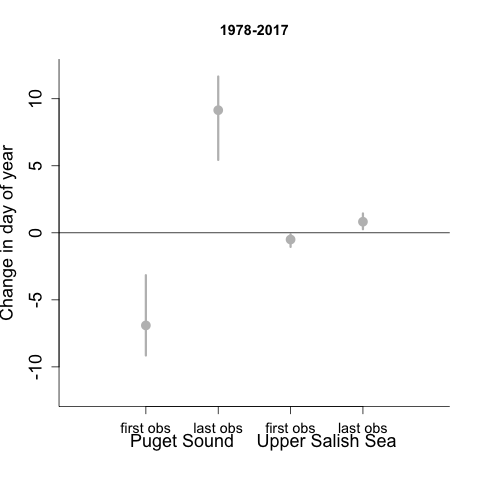 1978-2017
Change in day of year
10
5
0
-5
-10
first obs last obs first obs last obs
Puget Sound Upper Salish Sea